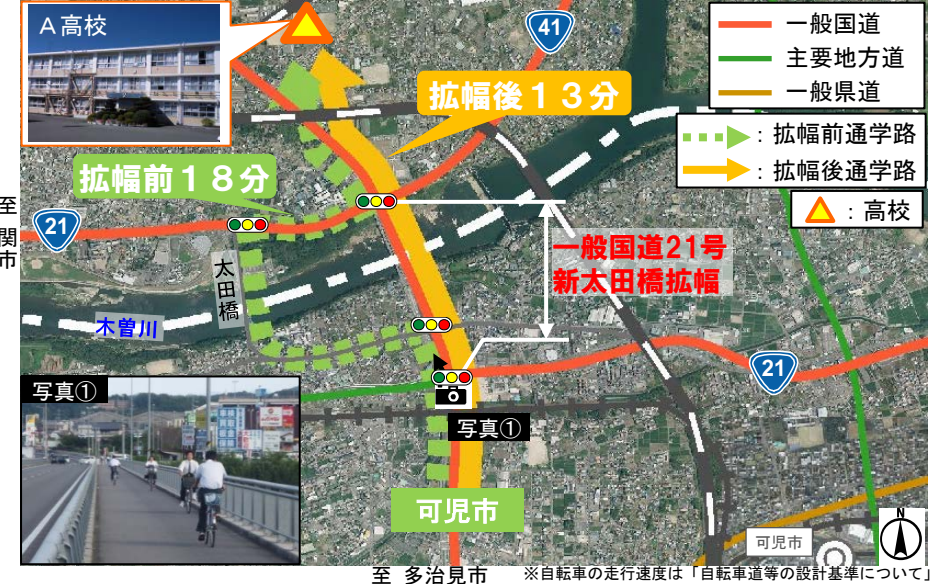 A高校
41
一般国道
主要地方道
一般県道
：拡幅前通学路
：拡幅後通学路
：高校
拡幅後１３分
拡幅前１８分
至
関
市
21
太田橋
一般国道21号
新太田橋拡幅
木曽川
21
写真①
写真①
可児市
可児市
N
至 多治見市
※自転車の走行速度は「自転車道等の設計基準について」